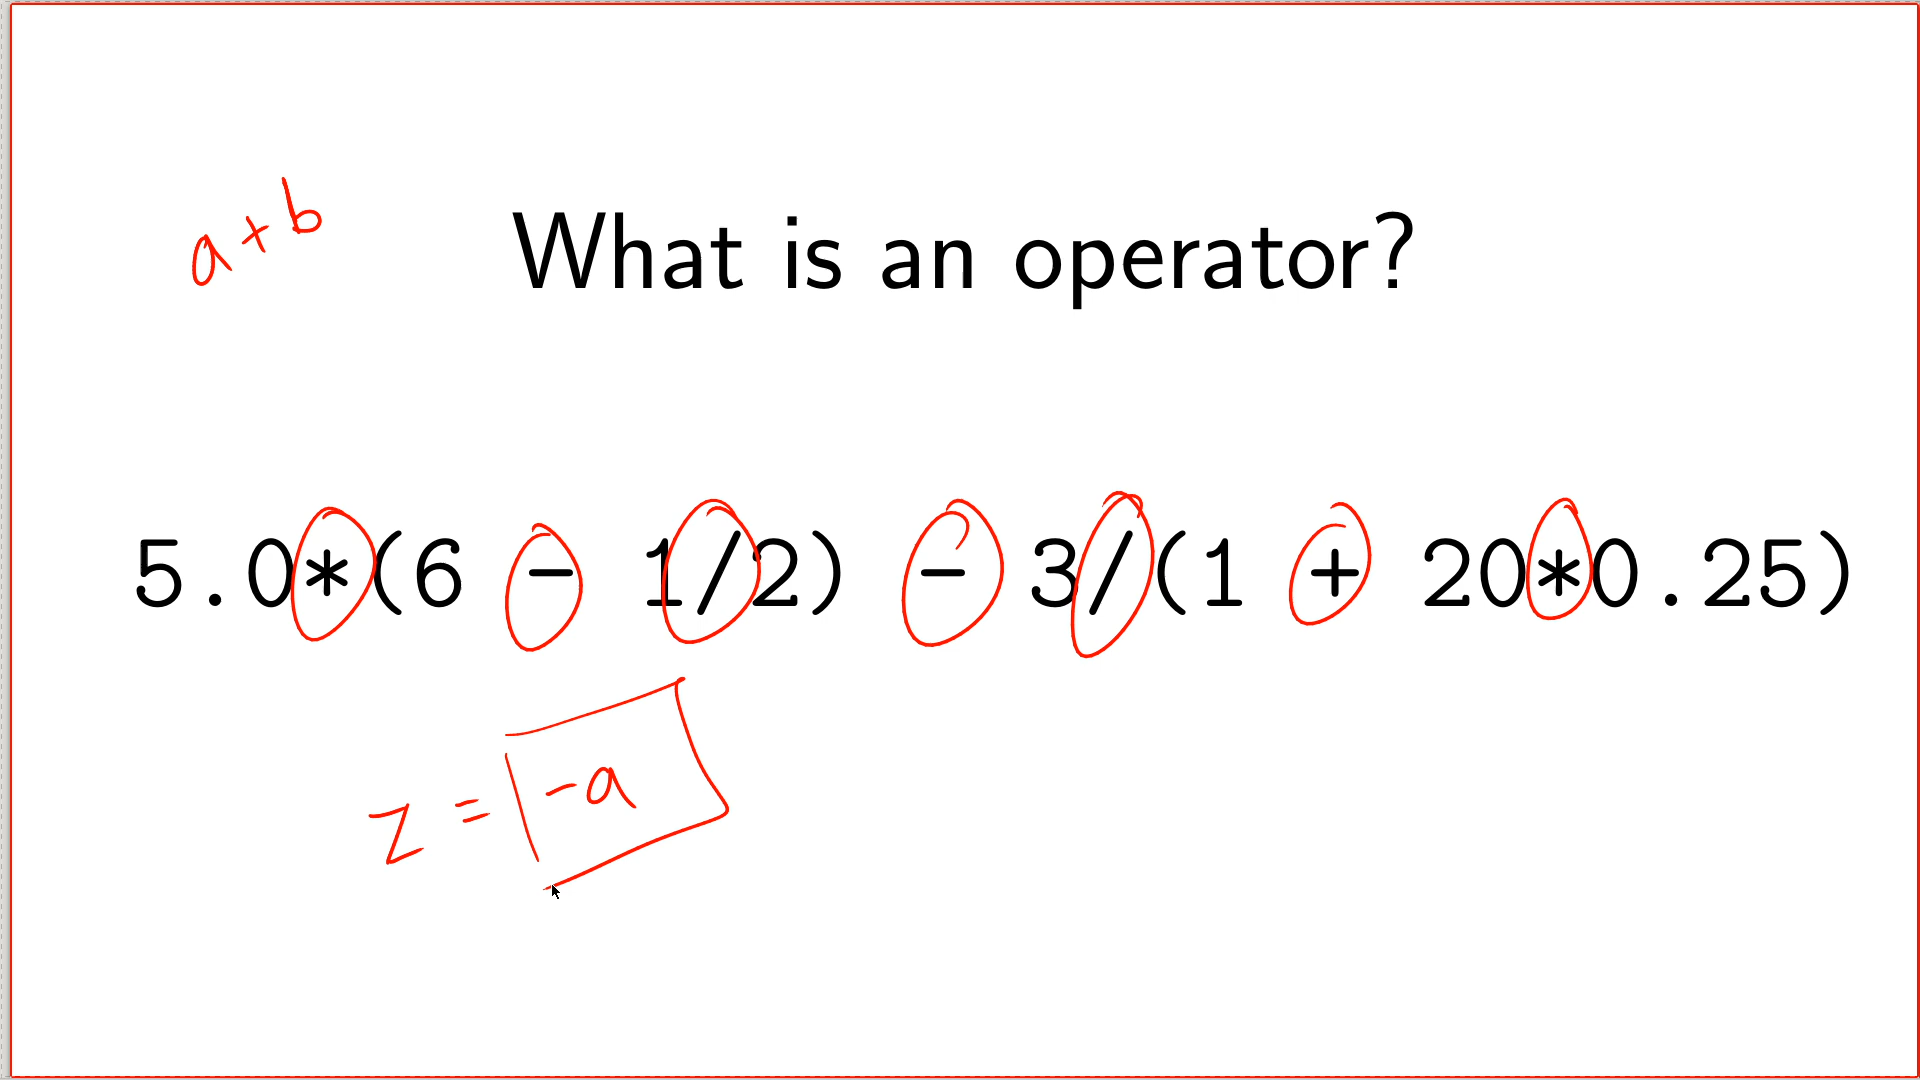 a+b
What is an operator?
5.0*(6 - 1/2) - 3/(1 + 20*0.25)
z = -a